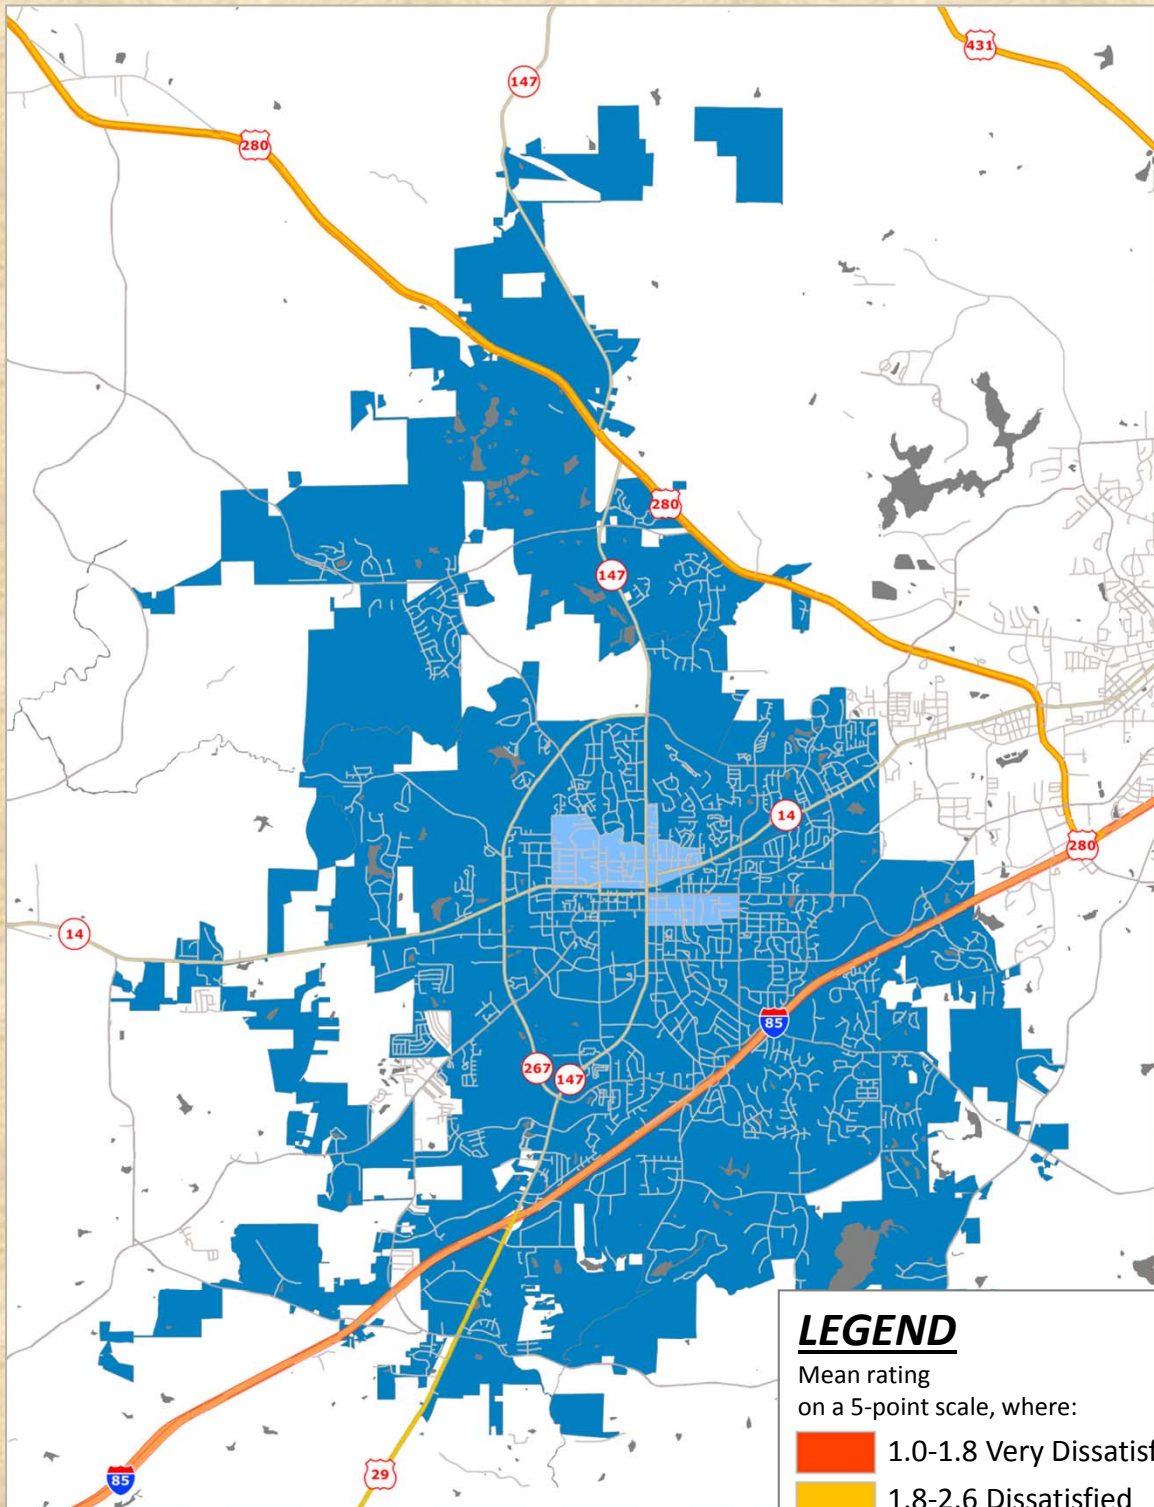 147
431
280
280
147
14
14
280
85
267
147
29
85
LEGEND
Mean rating
on a 5-point scale, where:
1.0-1.8 Very Dissatisf
1.8-2.6 Dissatisfied